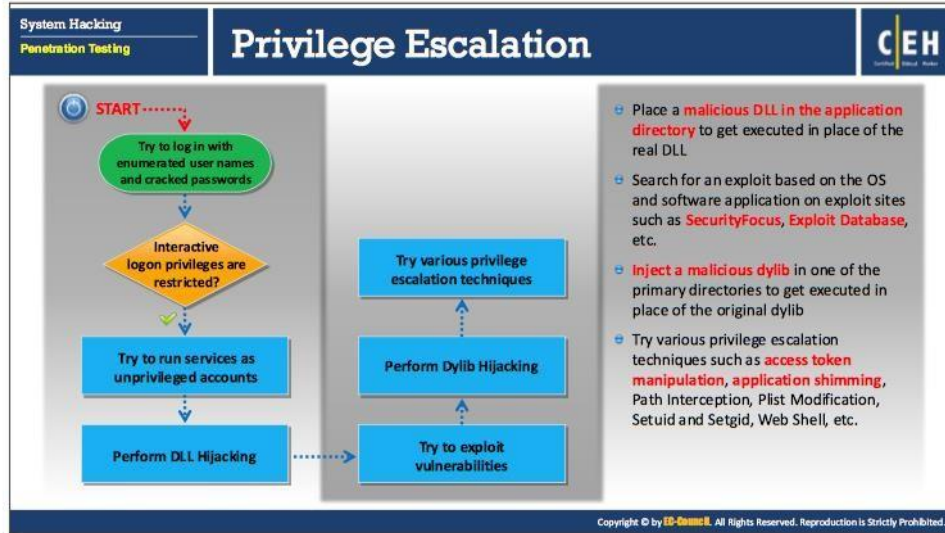 System Hacking
Penetration Testing
Privilege Escalation
C|EH
Certified Ethical Hacker
START
Try to log in with
enumerated user names
and cracked passwords
Interactive
logon privileges are
restricted?
Try to run services as
unprivileged accounts
Perform DLL Hijacking
Try to exploit
vulnerabilities
Perform Dylib Hijacking
Try various privilege
escalation techniques
Place a malicious DLL in the application
directory to get executed in place of the
real DLL
Search for an exploit based on the OS
and software application on exploit sites
such as SecurityFocus, Exploit Database,
etc.
Inject a malicious dylib in one of the
primary directories to get executed in
place of the original dylib
Try various privilege escalation
techniques such as access token
manipulation, application shimming,
Path Interception, Plist Modification,
Setuid and Setgid, Web Shell, etc.
Copyright © by EC-Council. All Rights Reserved. Reproduction is Strictly Prohibited.